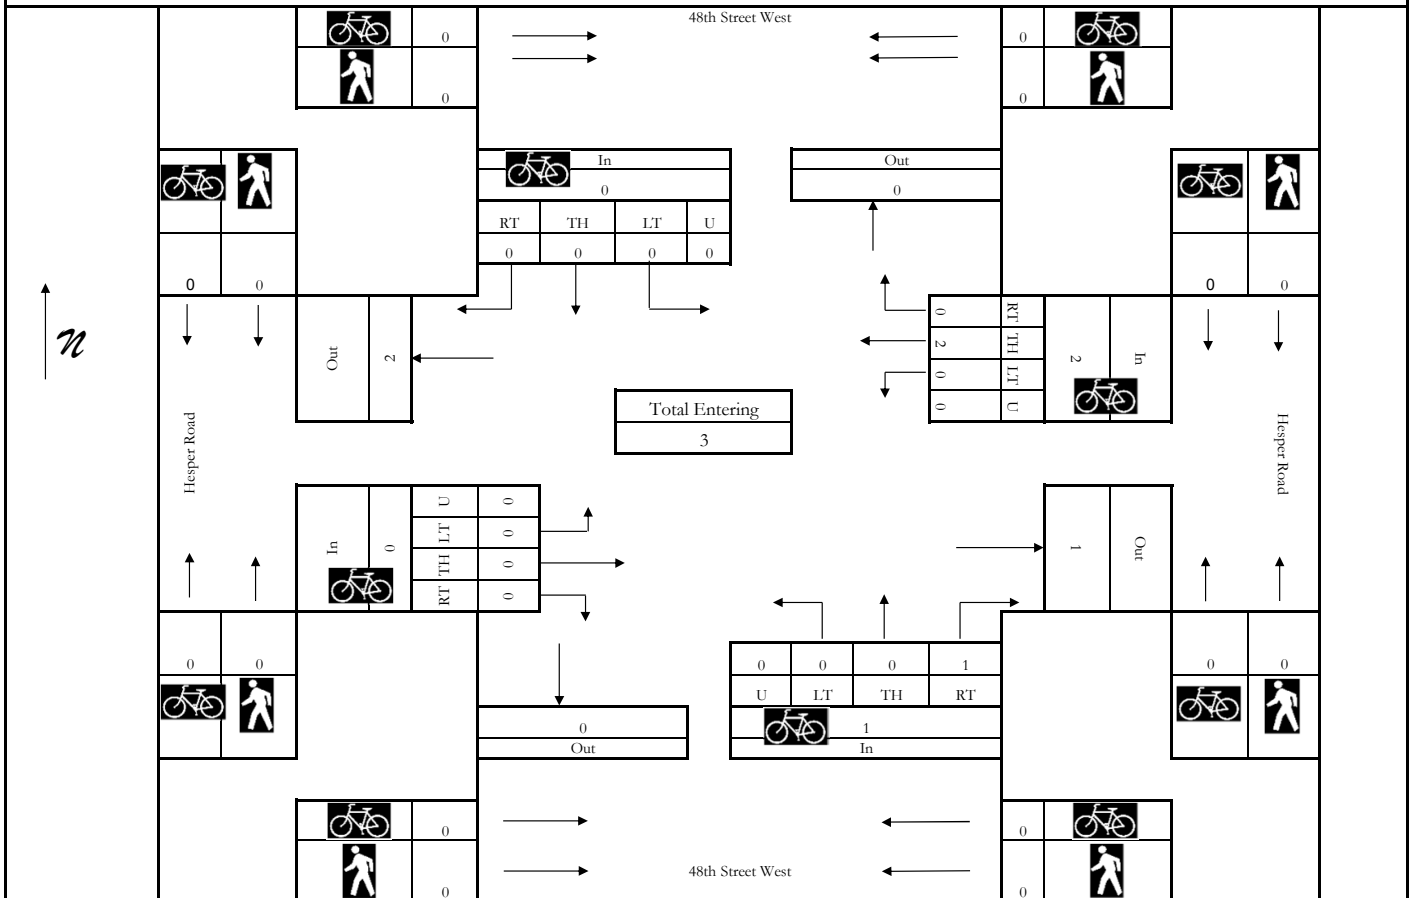 48th Street West
0 0
0 0
In Out
0 0
RT TH LT U
0 0 0 0
0 0 0 0
N
Out 2
0 RT
2 TH
0 LT
0 U
2 In
Hesper Road
Total Entering
3
Hesper Road
In 0
U 0
LT 0
TH 0
RT 0
1 Out
0 0 0 0
0 0 0 1
U LT TH RT
0 1
Out In
0 0
48th Street West
0 0